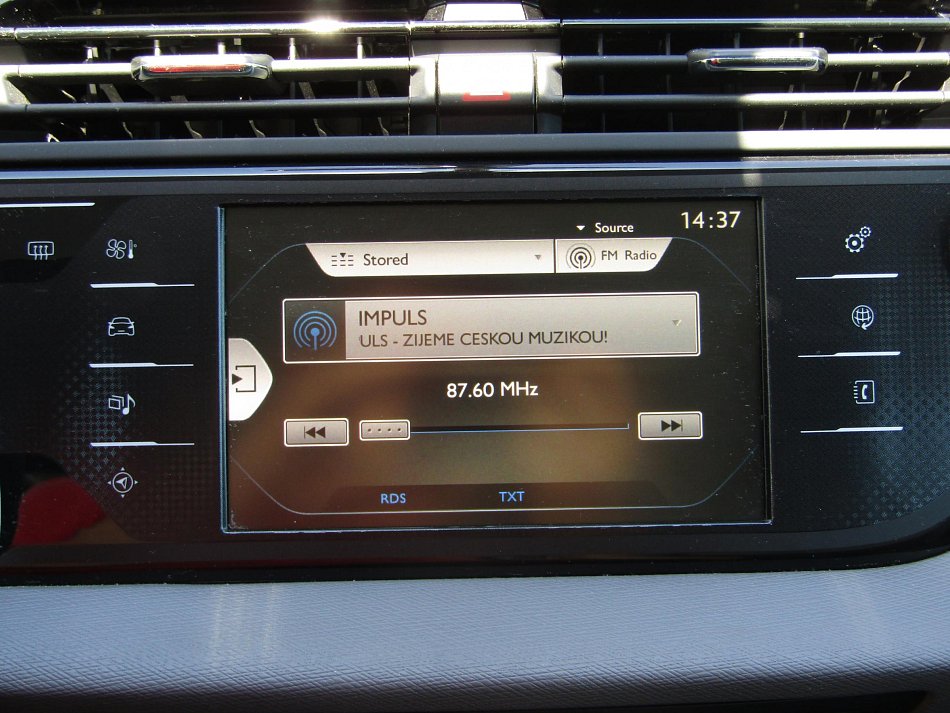 Source 14:37
Stored FM Radio
IMPULS
ULS - ZIJEME CESKOU MUZIKOU!
87.60 MHz
RDS TXT